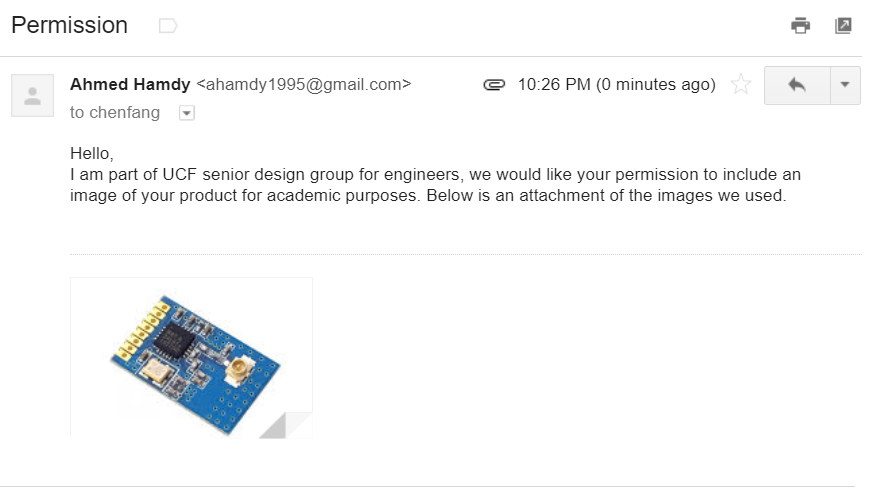 Permission
Ahmed Hamdy <ahamdy1995@gmail.com> 10:26 PM (0 minutes ago)
to chenfang
Hello,
I am part of UCF senior design group for engineers, we would like your permission to include an
image of your product for academic purposes. Below is an attachment of the images we used.